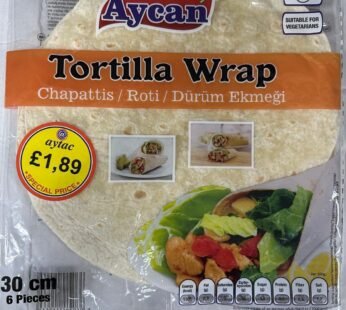 Aycan
SUITABLE FOR
VEGETARIANS
Tortilla Wrap
Chapattis / Roti / Dürüm Ekmeği
aytac
£1,89
SPECIAL PRICE
30 cm
6 Pieces